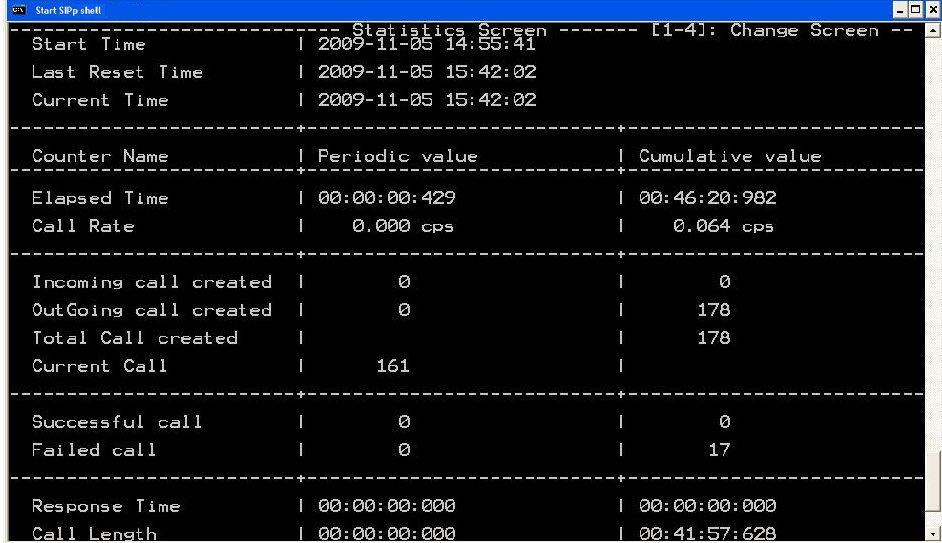 Start SIPp shell
----------------------------- Statistics Screen ------- [1-4]: Change Screen --
Start Time | 2009-11-05 14:55:41
Last Reset Time | 2009-11-05 15:42:02
Current Time | 2009-11-05 15:42:02
-------------------------+---------------------------+--------------------------
Counter Name | Periodic value | Cumulative value
-------------------------+---------------------------+--------------------------
Elapsed Time | 00:00:00:429 | 00:46:20:982
Call Rate | 0.000 cps | 0.064 cps
-------------------------+---------------------------+--------------------------
Incoming call created | 0 | 0
OutGoing call created | 0 | 178
Total Call created | | 178
Current Call | 161 |
-------------------------+---------------------------+--------------------------
Successful call | 0 | 0
Failed call | 0 | 17
-------------------------+---------------------------+--------------------------
Response Time | 00:00:00:000 | 00:00:00:000
Call Length | 00:00:00:000 | 00:41:57:628